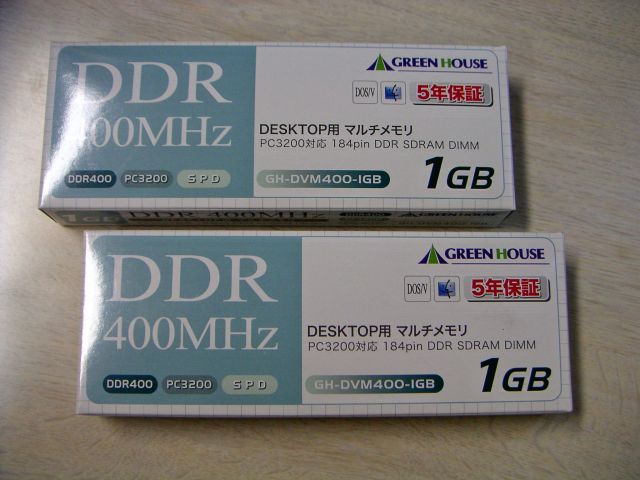 DDR
400MHz
DDR400 PC3200 SPD
GREEN HOUSE
DOS/V 5年保証
DESKTOP用 マルチメモリ
PC3200対応 184pin DDR SDRAM DIMM
GH-DVM400-1GB 1GB
1GB DDR 400MHz DDR400
DDR
400MHz
DDR400 PC3200 SPD
GREEN HOUSE
DOS/V 5年保証
DESKTOP用 マルチメモリ
PC3200対応 184pin DDR SDRAM DIMM
GH-DVM400-1GB 1GB